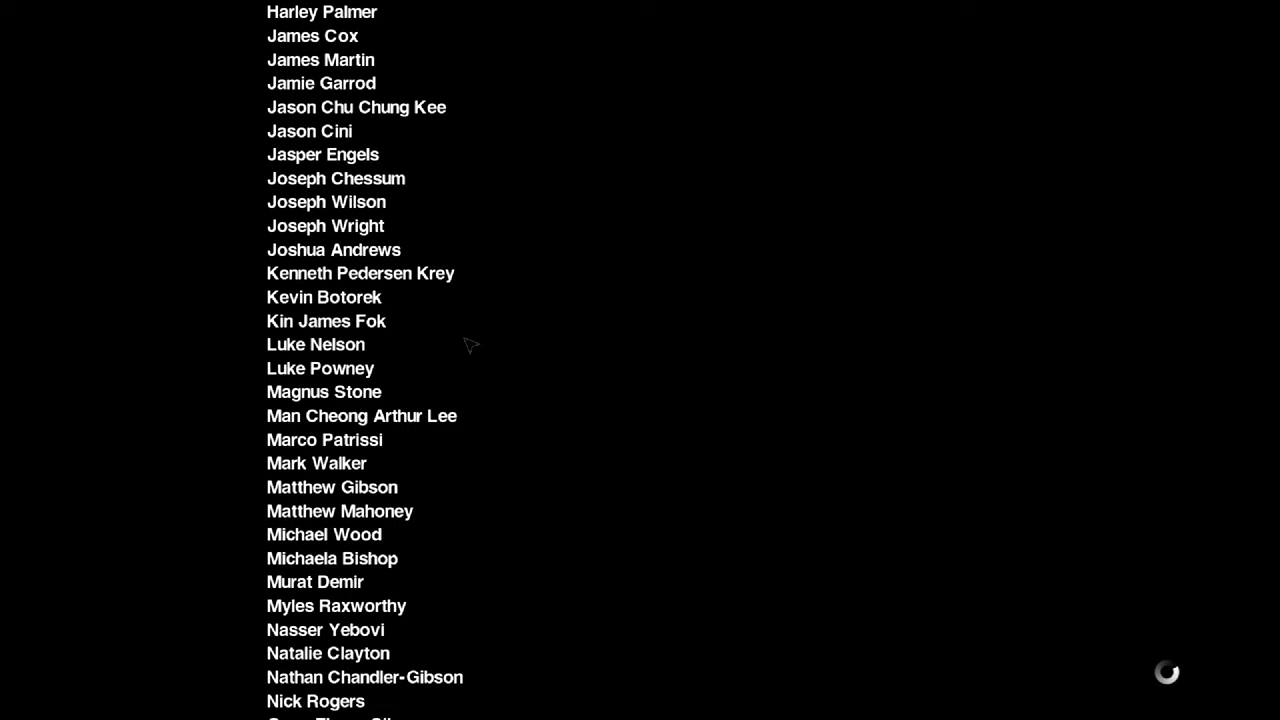 Harley Palmer
James Cox
James Martin
Jamie Garrod
Jason Chu Chung Kee
Jason Cini
Jasper Engels
Joseph Chessum
Joseph Wilson
Joseph Wright
Joshua Andrews
Kenneth Pedersen Krey
Kevin Botorek
Kin James Fok
Luke Nelson
Luke Powney
Magnus Stone
Man Cheong Arthur Lee
Marco Patrissi
Mark Walker
Matthew Gibson
Matthew Mahoney
Michael Wood
Michaela Bishop
Murat Demir
Myles Raxworthy
Nasser Yebovi
Natalie Clayton
Nathan Chandler-Gibson
Nick Rogers